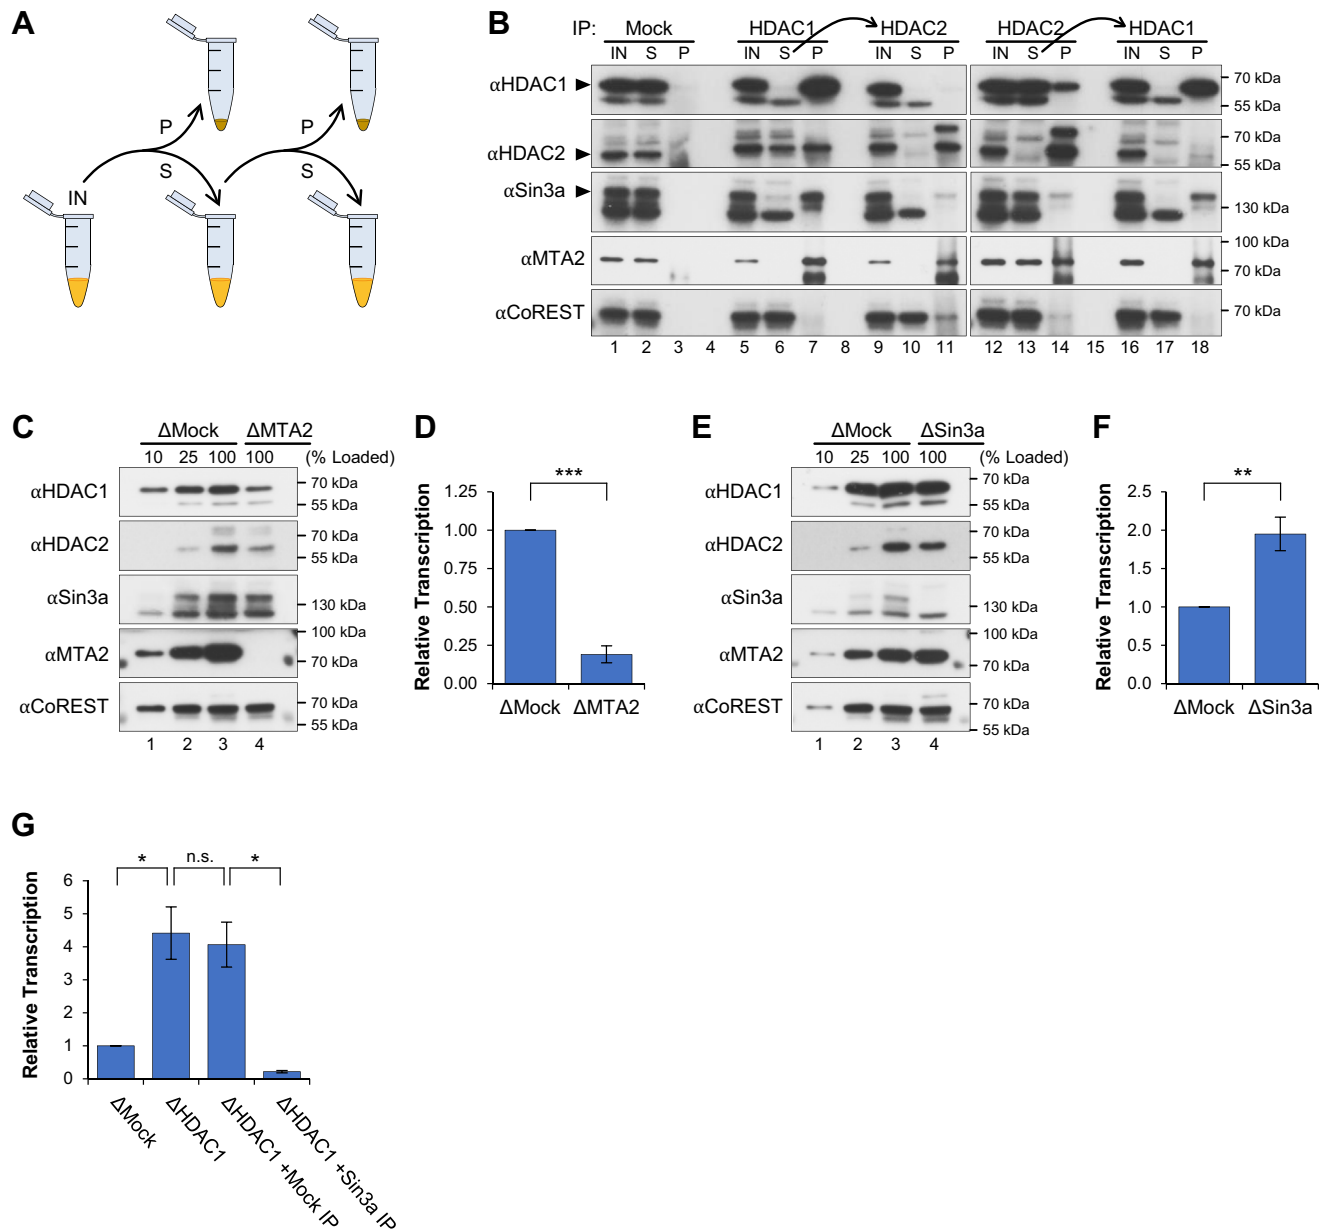 A
P
P
S
S
IN
B
IP: Mock HDAC1 HDAC2 HDAC2 HDAC1
IN S P IN S P IN S P IN S P IN S P
αHDAC1
70 kDa
55 kDa
αHDAC2
70 kDa
55 kDa
αSin3a
130 kDa
αMTA2
100 kDa
70 kDa
αCoREST
70 kDa
1 2 3 4 5 6 7 8 9 10 11 12 13 14 15 16 17 18
C
ΔMock ΔMTA2
10 25 100 100 (% Loaded)
αHDAC1
70 kDa
55 kDa
αHDAC2
70 kDa
55 kDa
αSin3a
130 kDa
αMTA2
100 kDa
70 kDa
αCoREST
70 kDa
55 kDa
1 2 3 4
D
Relative Transcription
***
1.25
1.00
0.75
0.50
0.25
0.00
ΔMock ΔMTA2
E
ΔMock ΔSin3a
10 25 100 100 (% Loaded)
αHDAC1
70 kDa
55 kDa
αHDAC2
70 kDa
55 kDa
αSin3a
130 kDa
αMTA2
100 kDa
70 kDa
αCoREST
70 kDa
55 kDa
1 2 3 4
F
Relative Transcription
**
2.5
2.0
1.5
1.0
0.5
0.0
ΔMock ΔSin3a
G
Relative Transcription
* n.s. *
6
5
4
3
2
1
0
ΔMock
ΔHDAC1
ΔHDAC1 +Mock IP
ΔHDAC1 +Sin3a IP